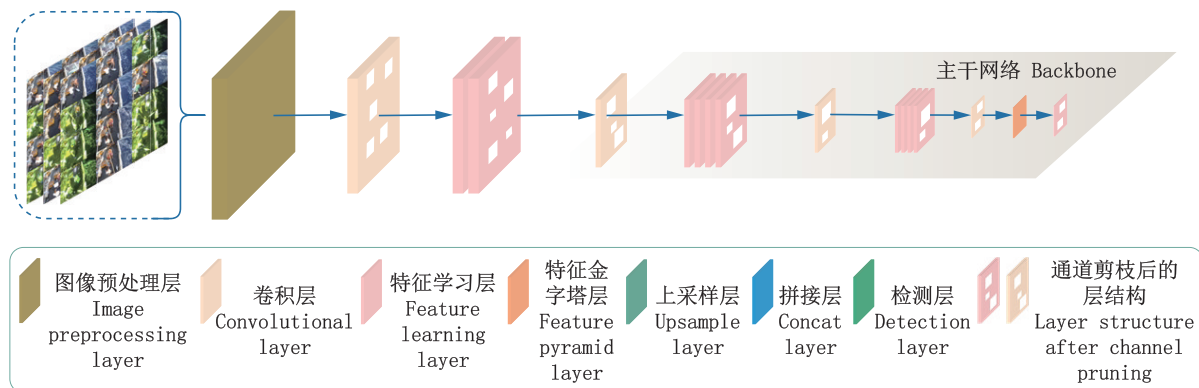 主干网络 Backbone
图像预处理层
Image
preprocessing
layer
卷积层
Convolutional
layer
特征学习层
Feature
learning
layer
特征金
字塔层
Feature
pyramid
layer
上采样层
Upsample
layer
拼接层
Concat
layer
检测层
Detection
layer
通道剪枝后的
层结构
Layer structure
after channel
pruning